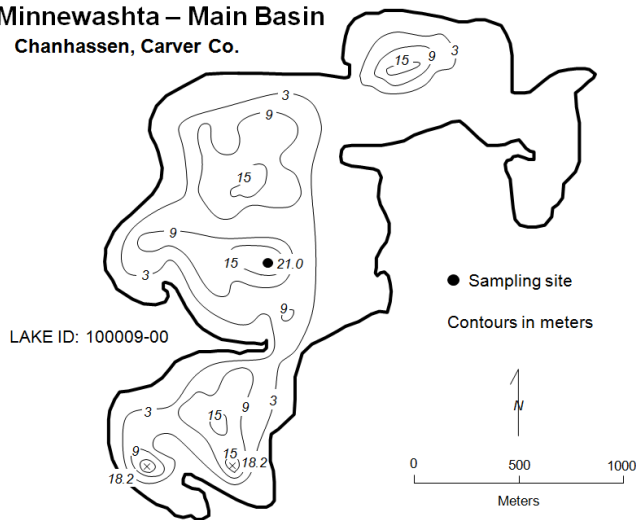 Minnewashta – Main Basin
Chanhassen, Carver Co.
15 9 3
3
9
15
9
15 21.0
3
Sampling site
9
Contours in meters
LAKE ID: 100009-00
3 15 9 3
N
9 15 18.2
18.2
0 500 1000
Meters